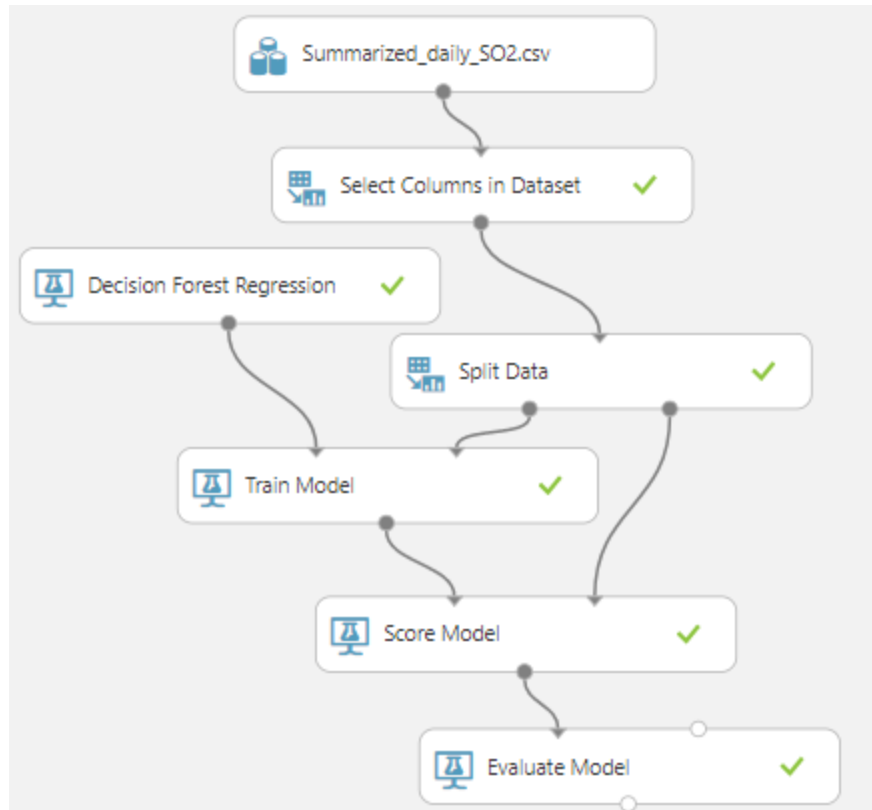 Summarized_daily_SO2.csv
Select Columns in Dataset
Decision Forest Regression
Split Data
Train Model
Score Model
Evaluate Model